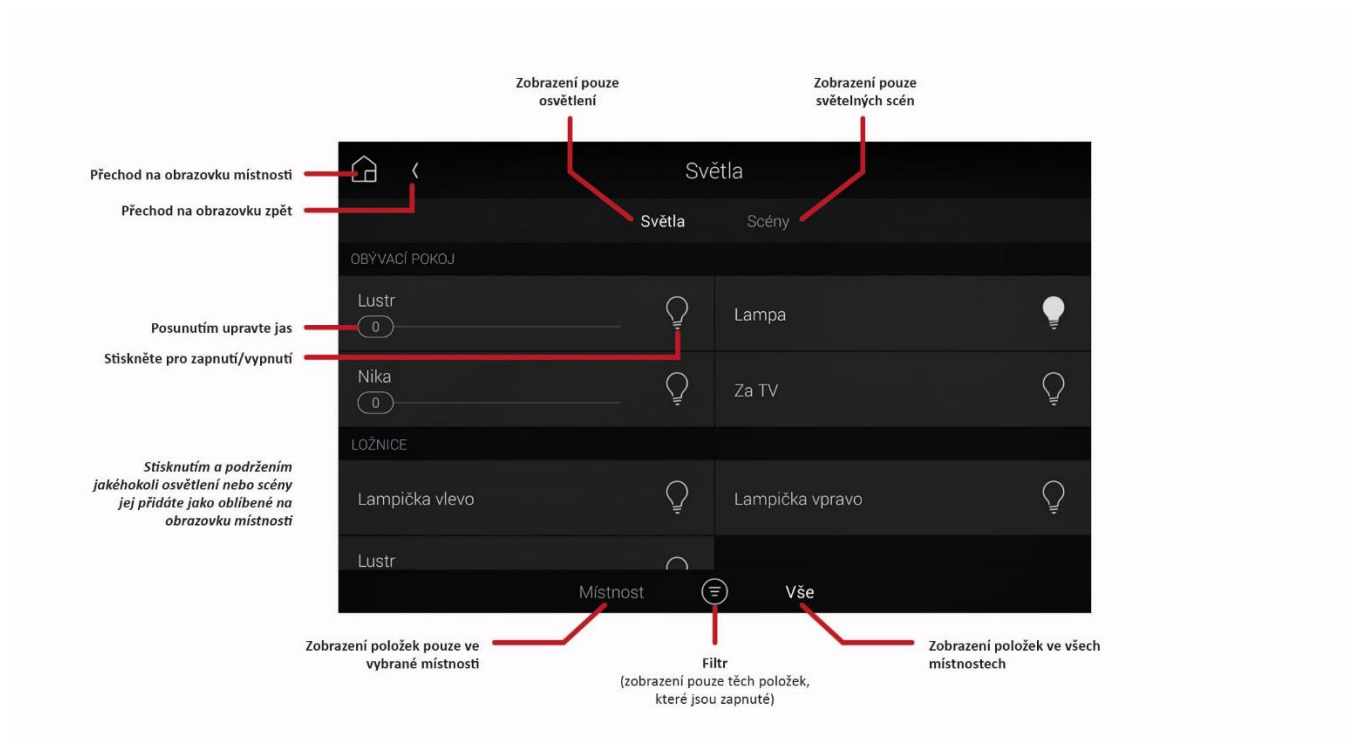 Zobrazení pouze
osvětlení
Zobrazení pouze
světelných scén
Přechod na obrazovku místnosti
Přechod na obrazovku zpět
Světla
Světla
Scény
OBÝVACÍ POKOJ
Lustr
0
Lampa
Posunutím upravte jas
Stiskněte pro zapnutí/vypnutí
Nika
0
Za TV
LOŽNICE
Stisknutím a podržením
jakéhokoli osvětlení nebo scény
jej přidáte jako oblíbené na
obrazovku místnosti
Lampička vlevo
Lampička vpravo
Lustr
Místnost
Vše
Zobrazení položek pouze ve
vybrané místnosti
Filtr
(zobrazení pouze těch položek,
které jsou zapnuté)
Zobrazení položek ve všech
místnostech